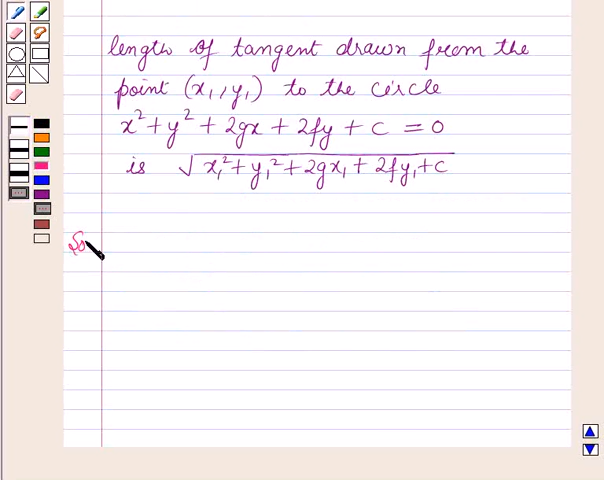 length of tangent drawn from the
point (x₁, y₁) to the circle
x² + y² + 2gx + 2fy + c = 0
is √(x₁² + y₁² + 2gx₁ + 2fy₁ + c)
So